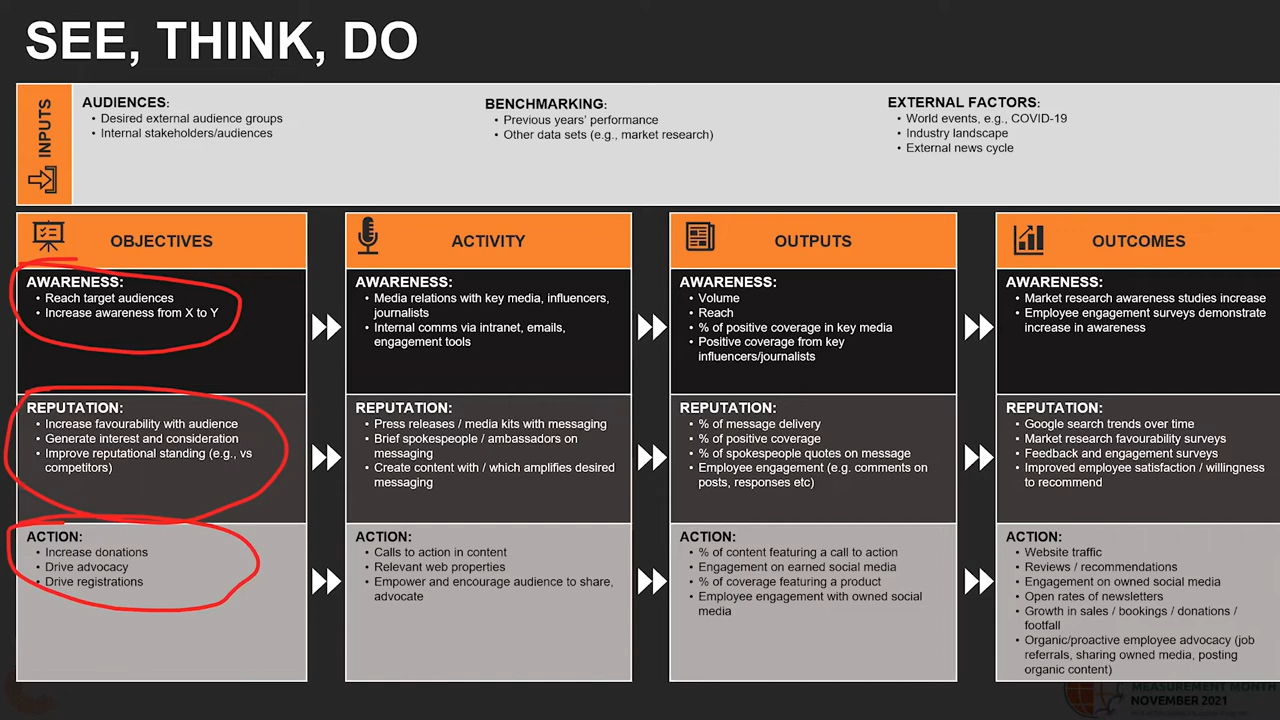 SEE, THINK, DO
INPUTS
AUDIENCES:
• Desired external audience groups
• Internal stakeholders/audiences
BENCHMARKING:
• Previous years' performance
• Other data sets (e.g., market research)
EXTERNAL FACTORS:
• World events, e.g., COVID-19
• Industry landscape
• External news cycle
OBJECTIVES
AWARENESS:
• Reach target audiences
• Increase awareness from X to Y
REPUTATION:
• Increase favourability with audience
• Generate interest and consideration
• Improve reputational standing (e.g., vs
competitors)
ACTION:
• Increase donations
• Drive advocacy
• Drive registrations
ACTIVITY
AWARENESS:
• Media relations with key media, influencers,
journalists
• Internal comms via intranet, emails,
engagement tools
REPUTATION:
• Press releases / media kits with messaging
• Brief spokespeople / ambassadors on
messaging
• Create content with / which amplifies desired
messaging
ACTION:
• Calls to action in content
• Relevant web properties
• Empower and encourage audience to share,
advocate
OUTPUTS
AWARENESS:
• Volume
• Reach
• % of positive coverage in key media
• Positive coverage from key
influencers/journalists
REPUTATION:
• % of message delivery
• % of positive coverage
• % of spokespeople quotes on message
• Employee engagement (e.g. comments on
posts, responses etc)
ACTION:
• % of content featuring a call to action
• Engagement on earned social media
• % of coverage featuring a product
• Employee engagement with owned social
media
OUTCOMES
AWARENESS:
• Market research awareness studies increase
• Employee engagement surveys demonstrate
increase in awareness
REPUTATION:
• Google search trends over time
• Market research favourability surveys
• Feedback and engagement surveys
• Improved employee satisfaction / willingness
to recommend
ACTION:
• Website traffic
• Reviews / recommendations
• Engagement on owned social media
• Open rates of newsletters
• Growth in sales / bookings / donations /
footfall
• Organic/proactive employee advocacy (job
referrals, sharing owned media, posting
organic content)
MEASUREMENT MONTH
NOVEMBER 2021